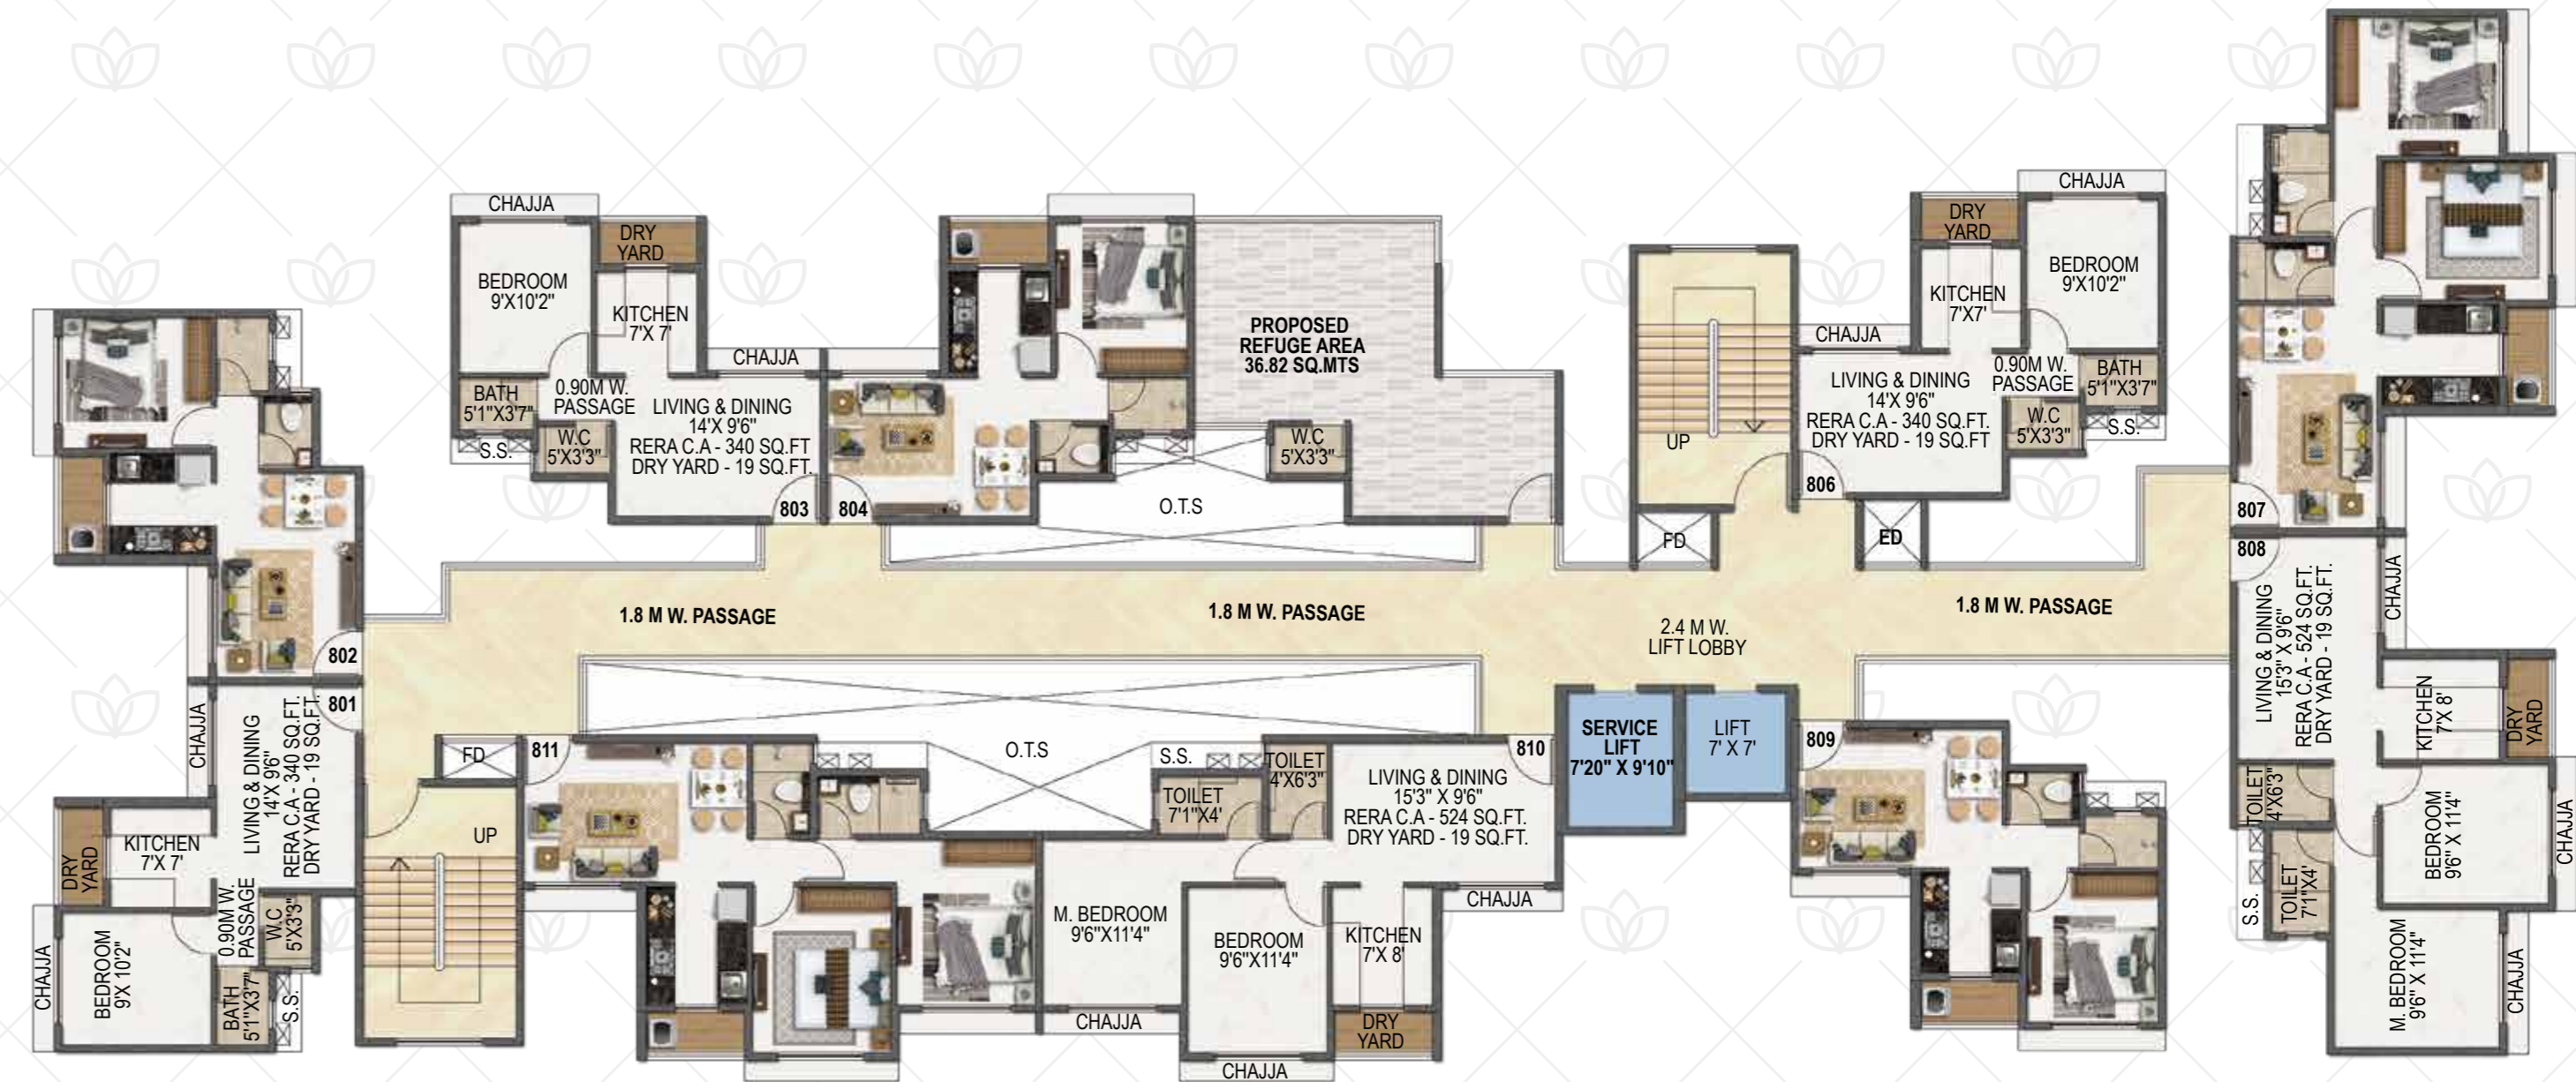 CHAJJA
BEDROOM
9'X10'2"
DRY
YARD
KITCHEN
7'X 7'
CHAJJA
BATH
5'1"X3'7"
0.90M W.
PASSAGE
S.S.
W.C
5'X3'3"
LIVING & DINING
14'X 9'6"
RERA C.A - 340 SQ.FT
DRY YARD - 19 SQ.FT.
803
804
PROPOSED
REFUGE AREA
36.82 SQ.MTS
W.C
5'X3'3"
O.T.S
UP
FD
CHAJJA
DRY
YARD
BEDROOM
9'X10'2"
KITCHEN
7'X7'
CHAJJA
0.90M W.
PASSAGE
BATH
5'1"X3'7"
LIVING & DINING
14'X 9'6"
RERA C.A - 340 SQ.FT.
DRY YARD - 19 SQ.FT
W.C
5'X3'3"
S.S.
806
ED
807
808
1.8 M W. PASSAGE
1.8 M W. PASSAGE
2.4 M W.
LIFT LOBBY
1.8 M W. PASSAGE
802
801
CHAJJA
LIVING & DINING
14'X 9'6"
RERA C.A - 340 SQ.FT.
DRY YARD - 19 SQ.FT.
DRY
YARD
KITCHEN
7'X 7'
0.90M W.
PASSAGE
W.C
5'X3'3"
CHAJJA
BEDROOM
9'X 10'2"
BATH
5'1"X3'7"
S.S.
FD
UP
811
O.T.S
S.S.
TOILET
4'X6'3"
TOILET
7'1"X4'
810
LIVING & DINING
15'3" X 9'6"
RERA C.A - 524 SQ.FT.
DRY YARD - 19 SQ.FT.
CHAJJA
M. BEDROOM
9'6"X11'4"
BEDROOM
9'6"X11'4"
KITCHEN
7'X 8'
CHAJJA
DRY
YARD
CHAJJA
SERVICE
LIFT
7'20" X 9'10"
LIFT
7' X 7'
809
LIVING & DINING
15'3" X 9'6"
RERA C.A - 524 SQ.FT.
DRY YARD - 19 SQ.FT.
CHAJJA
KITCHEN
7'X 8'
DRY
YARD
TOILET
4'X6'3"
BEDROOM
9'6" X 11'4"
CHAJJA
S.S.
TOILET
7'1"X4'
M. BEDROOM
9'6" X 11'4"
CHAJJA